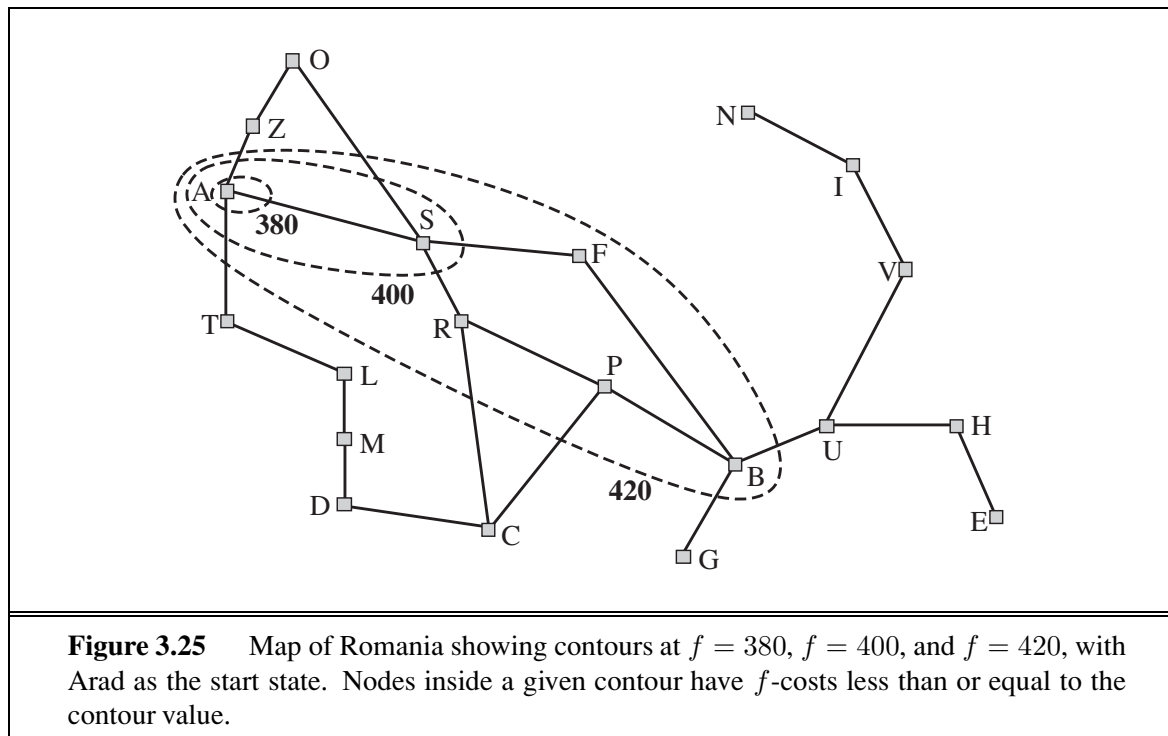 O
N
Z
I
A
380
S
F
V
400
T
R
L
P
M
H
U
B
420
D
C
E
G
Figure 3.25 Map of Romania showing contours at f = 380, f = 400, and f = 420, with
Arad as the start state. Nodes inside a given contour have f-costs less than or equal to the
contour value.